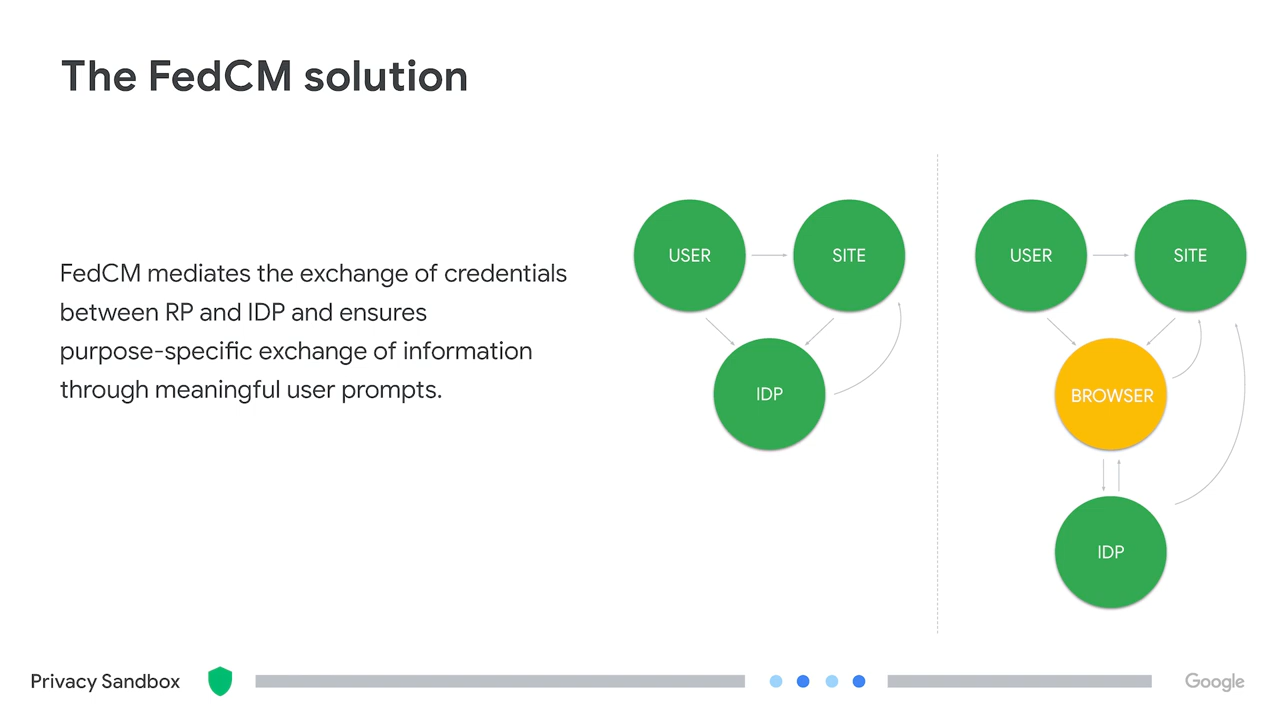 The FedCM solution
FedCM mediates the exchange of credentials
between RP and IDP and ensures
purpose-specific exchange of information
through meaningful user prompts.
USER
SITE
IDP
USER
SITE
BROWSER
IDP
Privacy Sandbox
Google